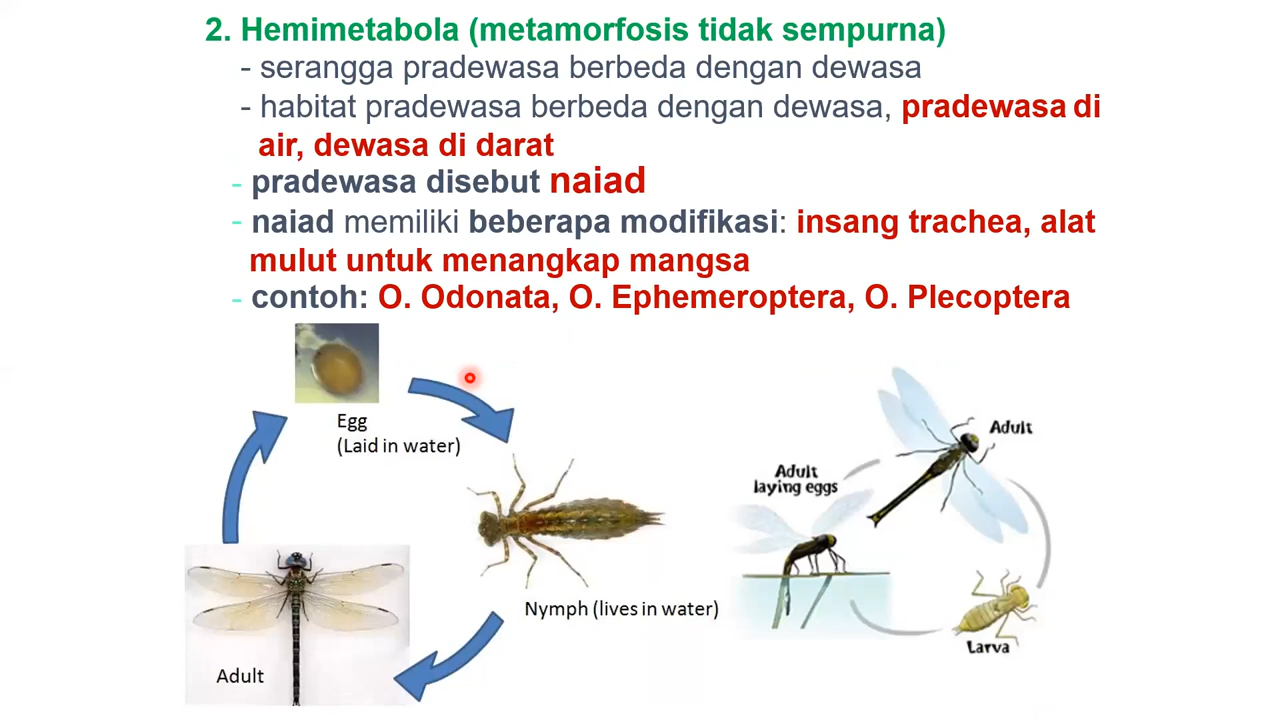 2. Hemimetabola (metamorfosis tidak sempurna)
- serangga pradewasa berbeda dengan dewasa
- habitat pradewasa berbeda dengan dewasa, pradewasa di
air, dewasa di darat
- pradewasa disebut naiad
- naiad memiliki beberapa modifikasi: insang trachea, alat
mulut untuk menangkap mangsa
- contoh: O. Odonata, O. Ephemeroptera, O. Plecoptera
Egg
(Laid in water)
Nymph (lives in water)
Adult
Adult
Adult
laying eggs
Larva